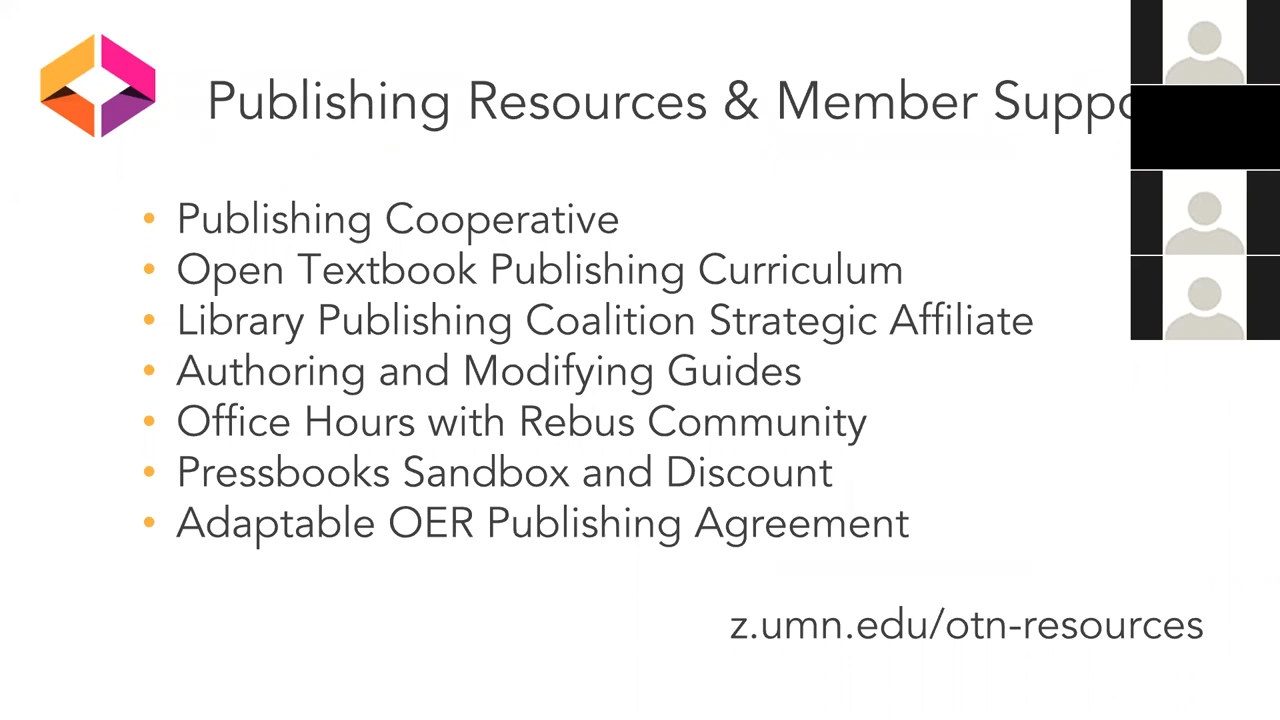 Publishing Resources & Member
Publishing Cooperative
Open Textbook Publishing Curriculum
Library Publishing Coalition Strategic Affiliate
Authoring and Modifying Guides
Office Hours with Rebus Community
Pressbooks Sandbox and Discount
Adaptable OER Publishing Agreement
z.umn.edu/otn-resources